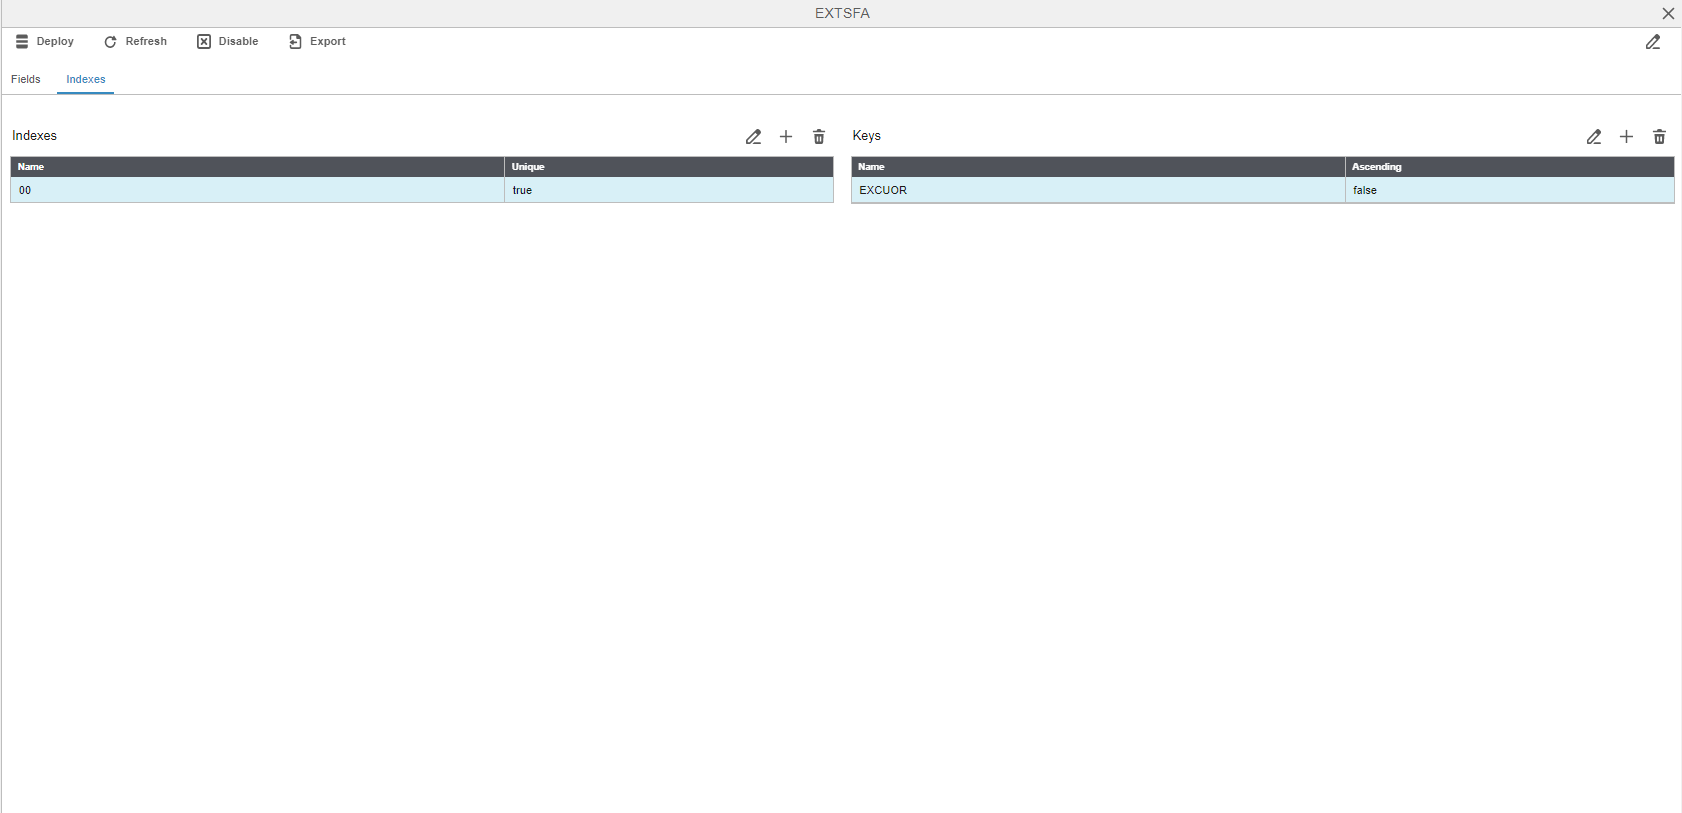 EXTSFA
Deploy Refresh Disable Export
Fields Indexes
Indexes
Name Unique
00 true
Keys
Name Ascending
EXCUOR false